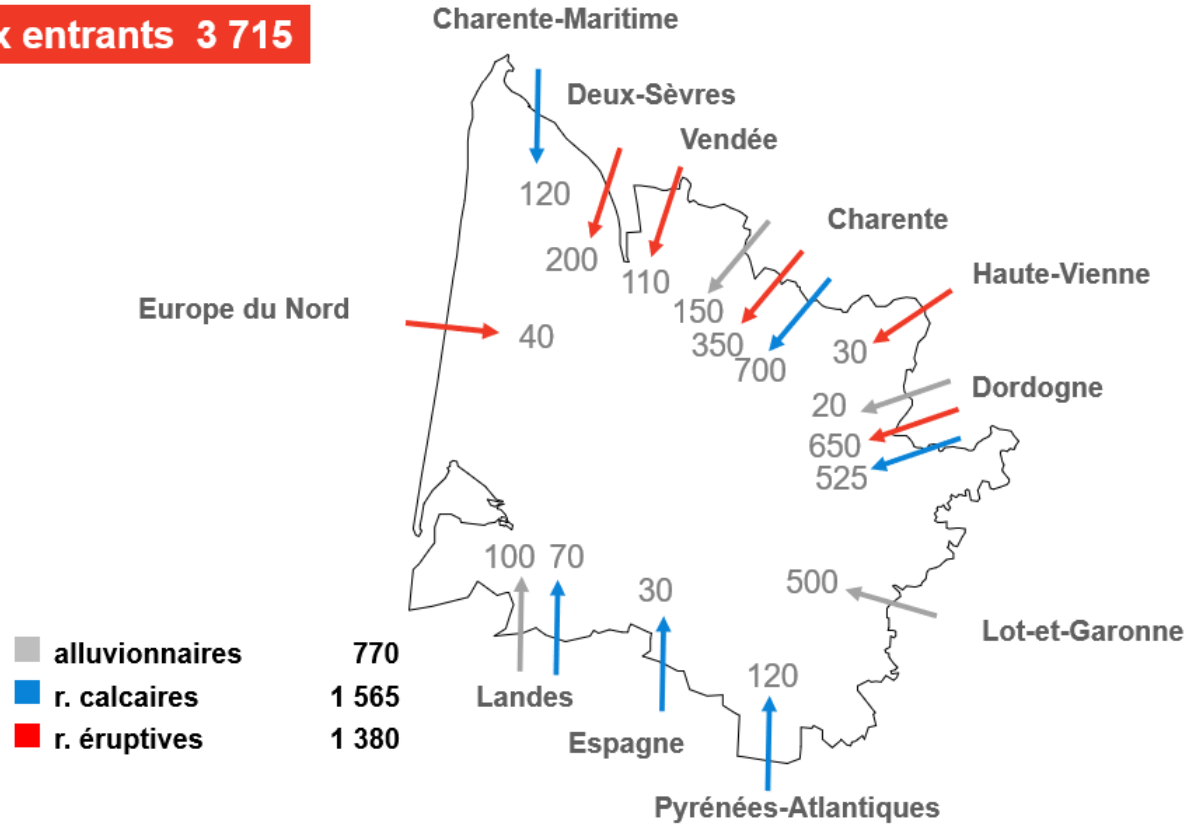 x entrants 3 715
Charente-Maritime
Deux-Sèvres
Vendée
120
Charente
200
110
Haute-Vienne
150
Europe du Nord
40
350
30
700
Dordogne
20
650
525
100 70
30
500
Lot-et-Garonne
alluvionnaires 770
120
r. calcaires 1 565
Landes
r. éruptives 1 380
Espagne
Pyrénées-Atlantiques